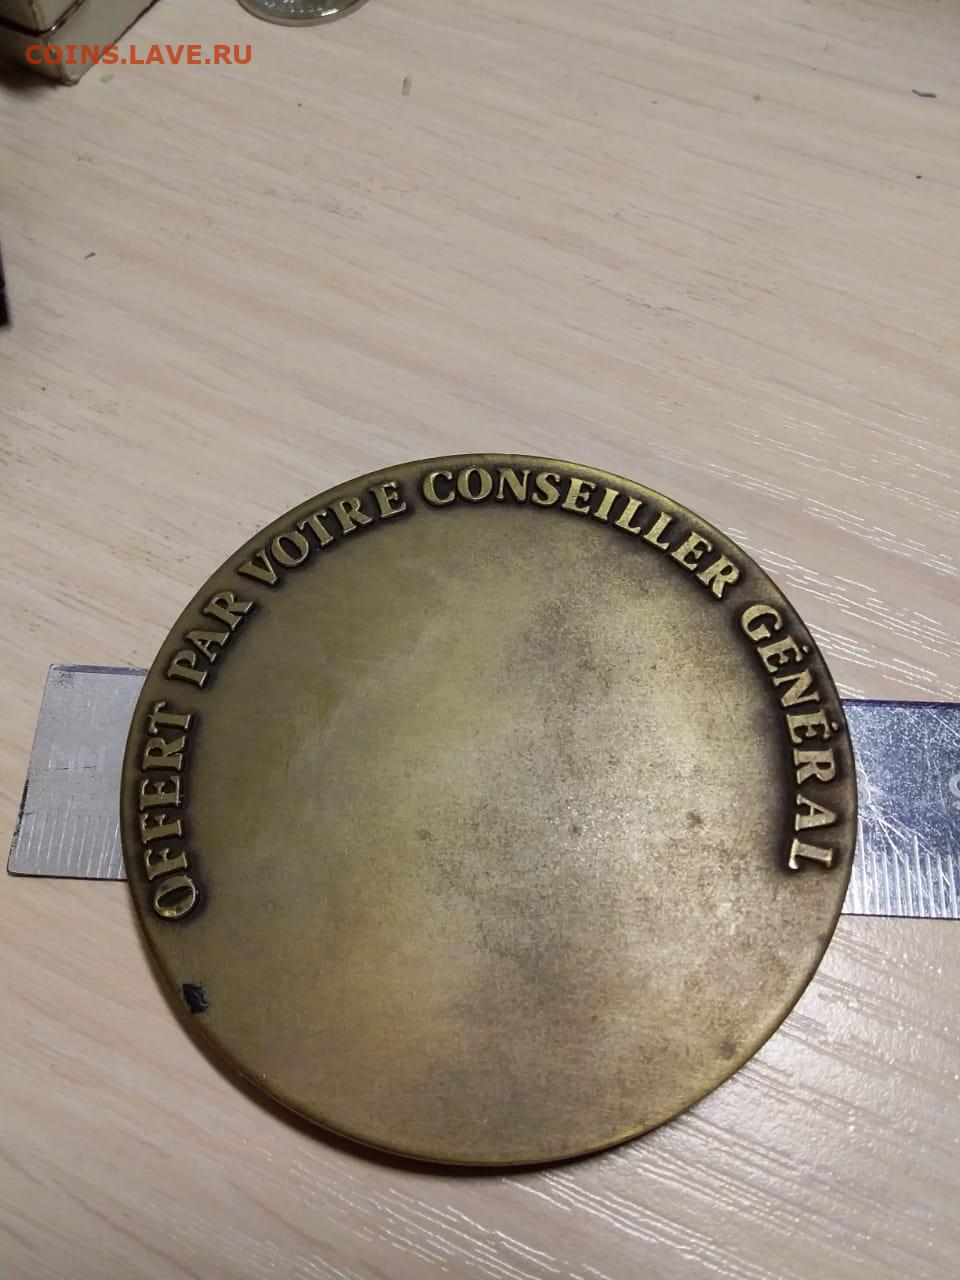 COINS.LAVE.RU
OFFERT PAR VOTRE CONSEILLER GÉNÉRAL